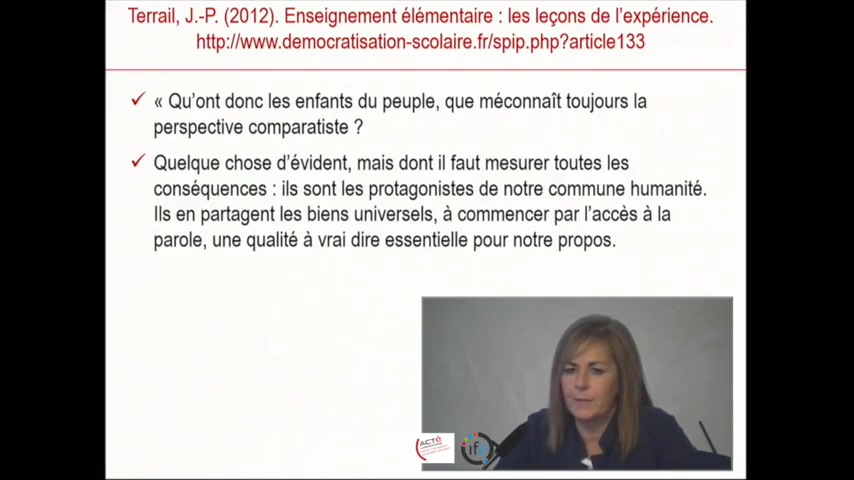 Terrail, J.-P. (2012). Enseignement élémentaire : les leçons de l'expérience.
http://www.democratisation-scolaire.fr/spip.php?article133
« Qu'ont donc les enfants du peuple, que méconnaît toujours la
perspective comparatiste ?
Quelque chose d'évident, mais dont il faut mesurer toutes les
conséquences : ils sont les protagonistes de notre commune humanité.
Ils en partagent les biens universels, à commencer par l'accès à la
parole, une qualité à vrai dire essentielle pour notre propos.
ACTé